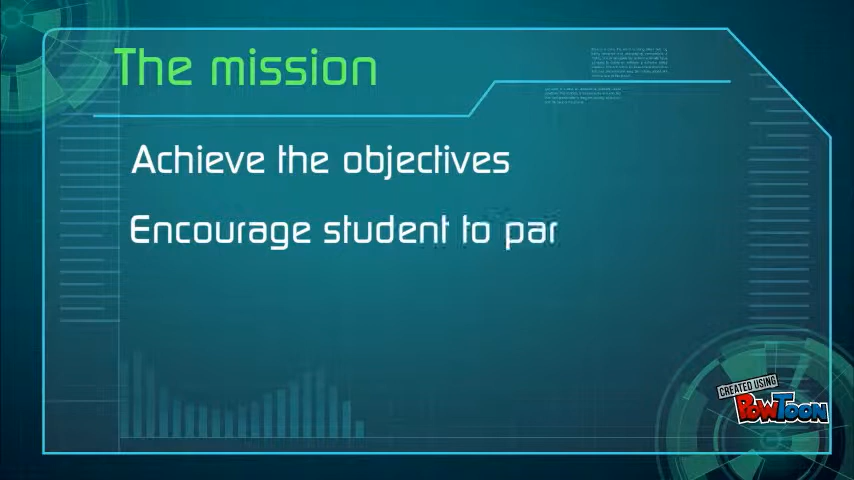 The mission
Achieve the objectives
Encourage student to par
CREATED USING
POWTOON